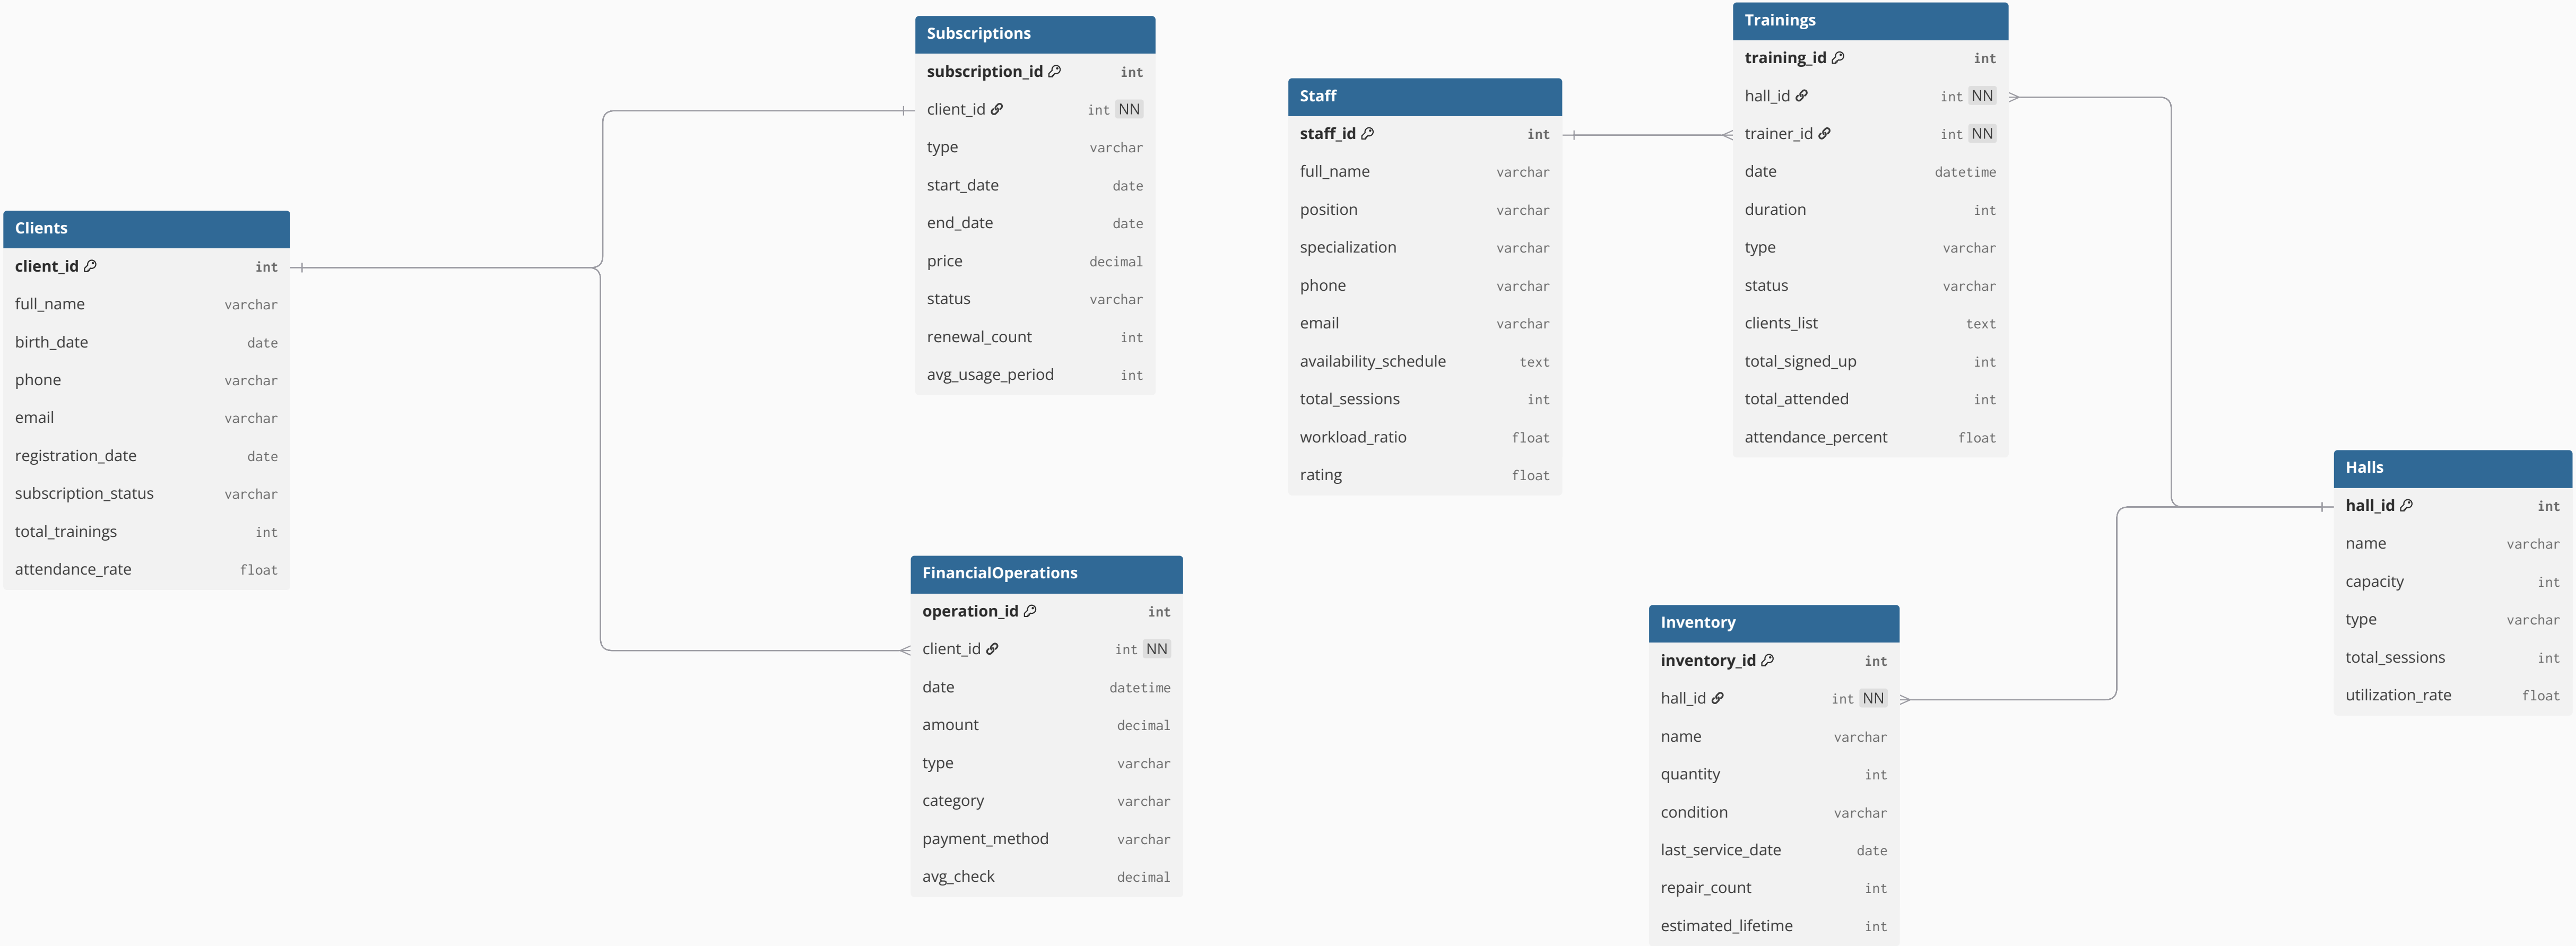 Clients
client_id int
full_name varchar
birth_date date
phone varchar
email varchar
registration_date date
subscription_status varchar
total_trainings int
attendance_rate float
Subscriptions
subscription_id int
client_id int NN
type varchar
start_date date
end_date date
price decimal
status varchar
renewal_count int
avg_usage_period int
FinancialOperations
operation_id int
client_id int NN
date datetime
amount decimal
type varchar
category varchar
payment_method varchar
avg_check decimal
Staff
staff_id int
full_name varchar
position varchar
specialization varchar
phone varchar
email varchar
availability_schedule text
total_sessions int
workload_ratio float
rating float
Trainings
training_id int
hall_id int NN
trainer_id int NN
date datetime
duration int
type varchar
status varchar
clients_list text
total_signed_up int
total_attended int
attendance_percent float
Inventory
inventory_id int
hall_id int NN
name varchar
quantity int
condition varchar
last_service_date date
repair_count int
estimated_lifetime int
Halls
hall_id int
name varchar
capacity int
type varchar
total_sessions int
utilization_rate float